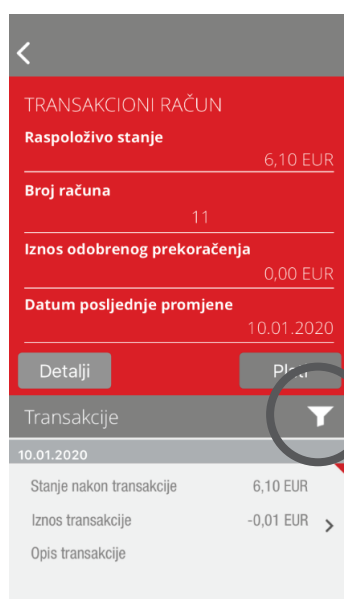 TRANSAKCIONI RAČUN
Raspoloživo stanje
6,10 EUR
Broj računa
11
Iznos odobrenog prekoračenja
0,00 EUR
Datum posljednje promjene
10.01.2020
Detalji
Plati
Transakcije
10.01.2020
Stanje nakon transakcije 6,10 EUR
Iznos transakcije -0,01 EUR
Opis transakcije